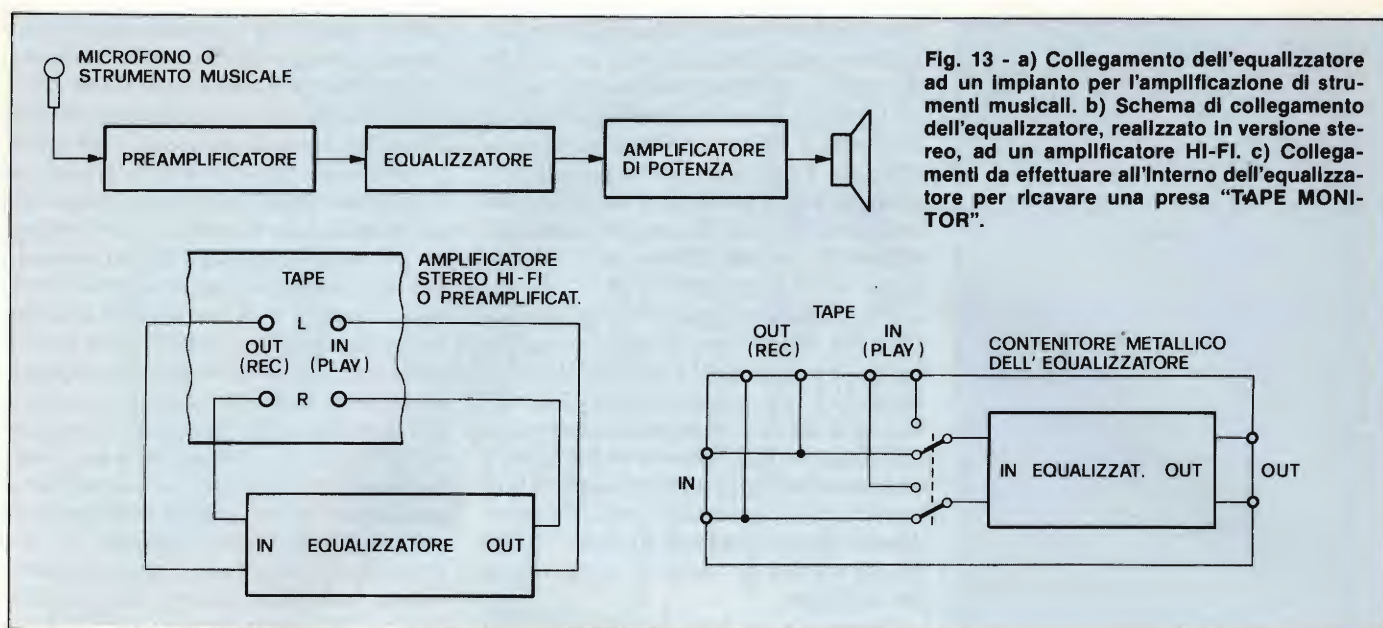 MICROFONO O
STRUMENTO MUSICALE
PREAMPLIFICATORE
EQUALIZZATORE
AMPLIFICATORE
DI POTENZA
Fig. 13 - a) Collegamento dell'equalizzatore
ad un impianto per l'amplificazione di stru-
menti musicali. b) Schema di collegamento
dell'equalizzatore, realizzato in versione ste-
reo, ad un amplificatore HI-FI. c) Collega-
menti da effettuare all'interno dell'equalizza-
tore per ricavare una presa "TAPE MONI-
TOR".
TAPE
AMPLIFICATORE
STEREO HI-FI
O PREAMPLIFICAT.
L
OUT
(REC)
IN
(PLAY)
R
IN EQUALIZZATORE OUT
TAPE
OUT
(REC)
IN
(PLAY)
CONTENITORE METALLICO
DELL'EQUALIZZATORE
IN
IN EQUALIZZAT. OUT
OUT